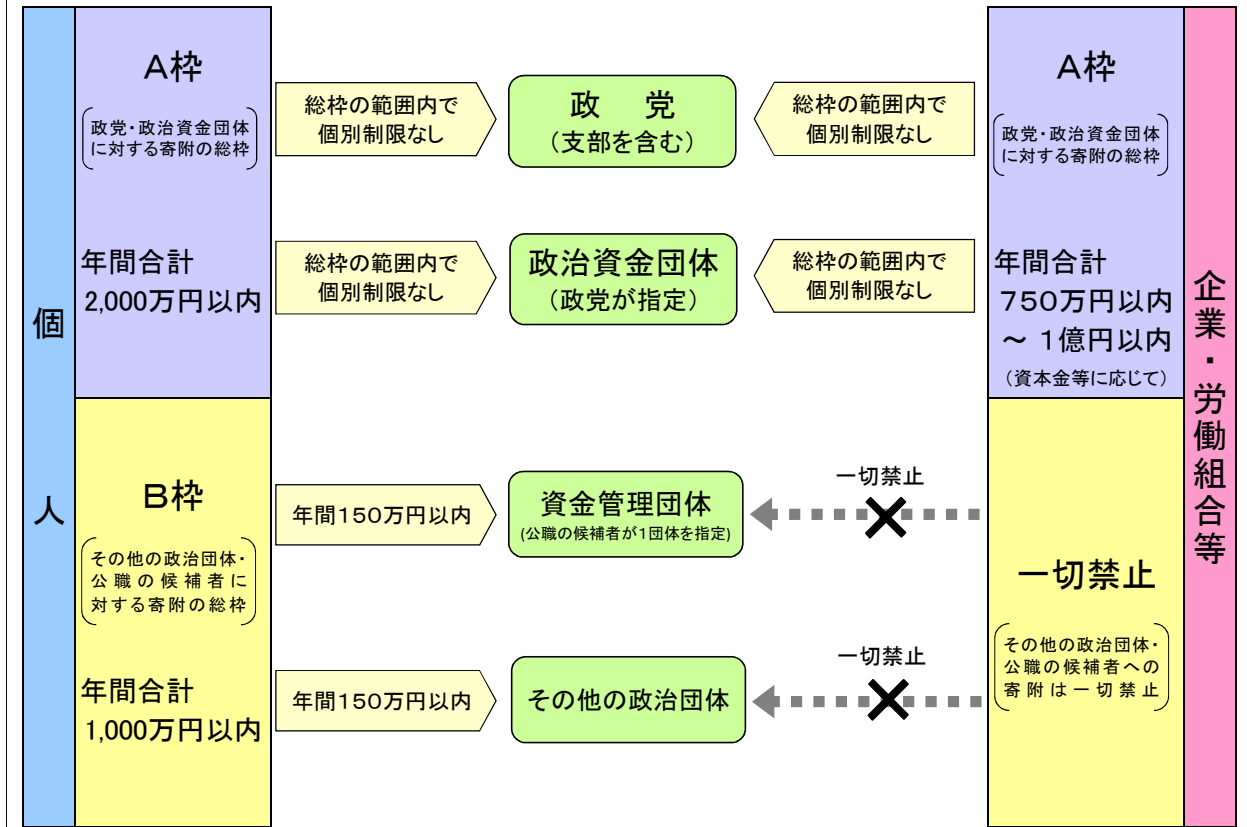 個人
A枠
政党・政治資金団体
に対する寄附の総枠
年間合計
2,000万円以内
B枠
その他の政治団体・
公職の候補者に
対する寄附の総枠
年間合計
1,000万円以内
総枠の範囲内で
個別制限なし
政 党
(支部を含む)
総枠の範囲内で
個別制限なし
総枠の範囲内で
個別制限なし
政治資金団体
(政党が指定)
総枠の範囲内で
個別制限なし
年間150万円以内
資金管理団体
(公職の候補者が1団体を指定)
一切禁止
年間150万円以内
その他の政治団体
一切禁止
A枠
政党・政治資金団体
に対する寄附の総枠
年間合計
750万円以内
～ 1億円以内
(資本金等に応じて)
一切禁止
その他の政治団体・
公職の候補者への
寄附は一切禁止
企業・労働組合等